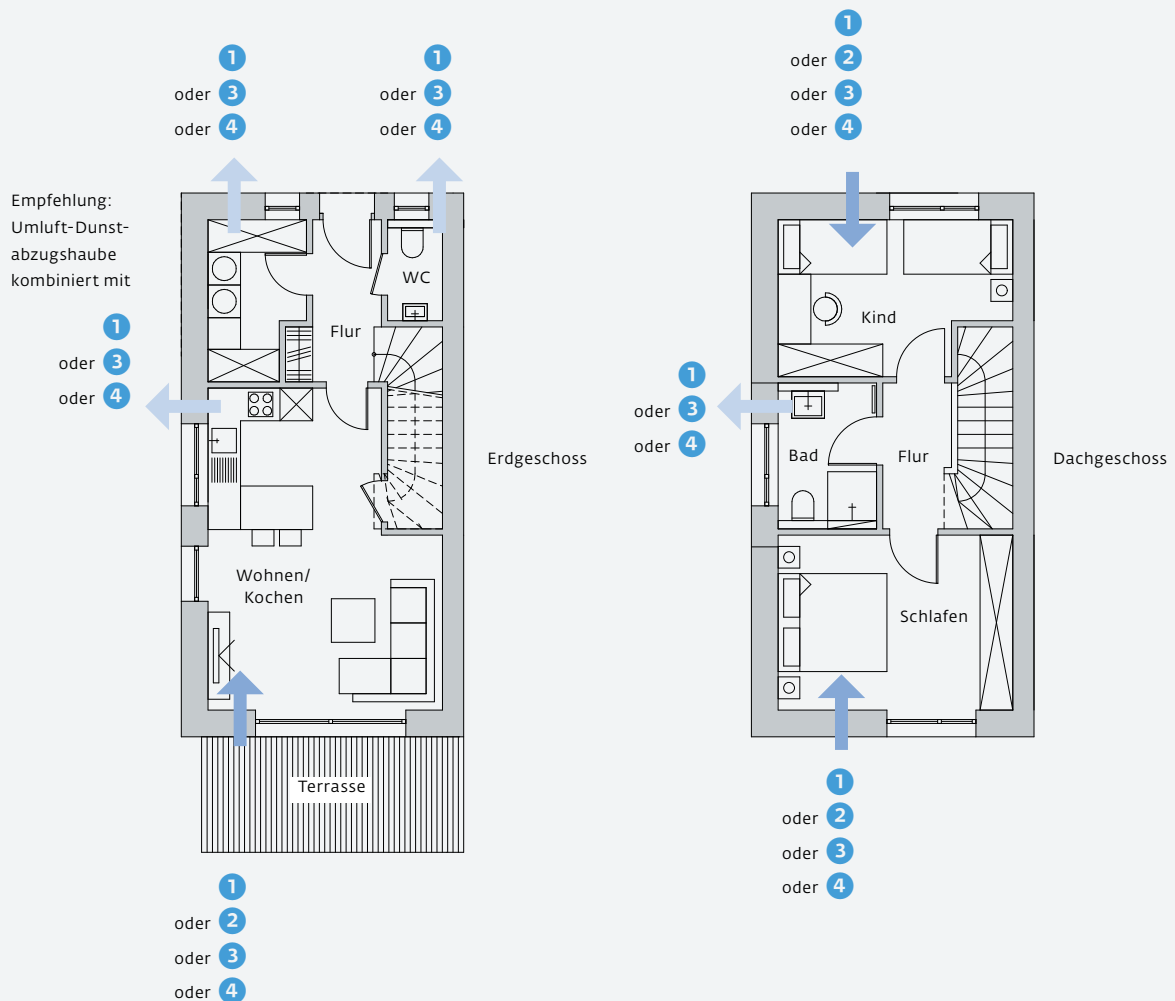 1
oder 3
oder 4
1
oder 3
oder 4
Empfehlung:
Umluft-Dunst-
abzugshaube
kombiniert mit
1
oder 3
oder 4
WC
Flur
Wohnen/
Kochen
Erdgeschoss
Terrasse
1
oder 2
oder 3
oder 4
1
oder 2
oder 3
oder 4
Kind
1
oder 3
oder 4
Bad
Flur
Dachgeschoss
Schlafen
1
oder 2
oder 3
oder 4